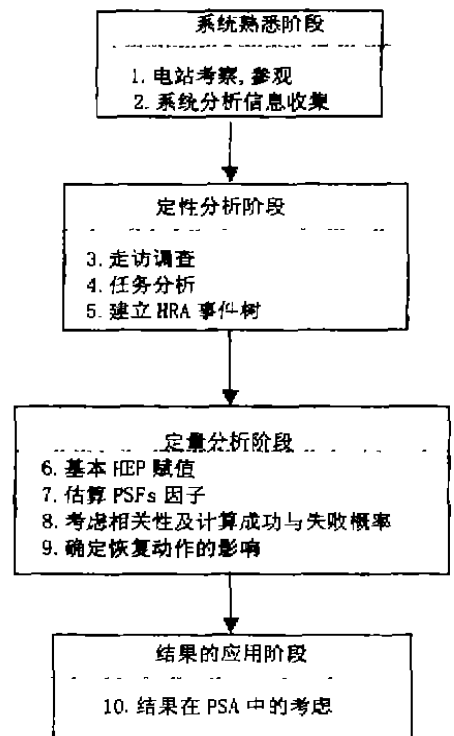 系统熟悉阶段
1. 电站考察, 参观
2. 系统分析信息收集
定性分析阶段
3. 走访调查
4. 任务分析
5. 建立 HRA 事件树
定量分析阶段
6. 基本 HEP 赋值
7. 估算 PSFs 因子
8. 考虑相关性及计算成功与失败概率
9. 确定恢复动作的影响
结果的应用阶段
10. 结果在 PSA 中的考虑